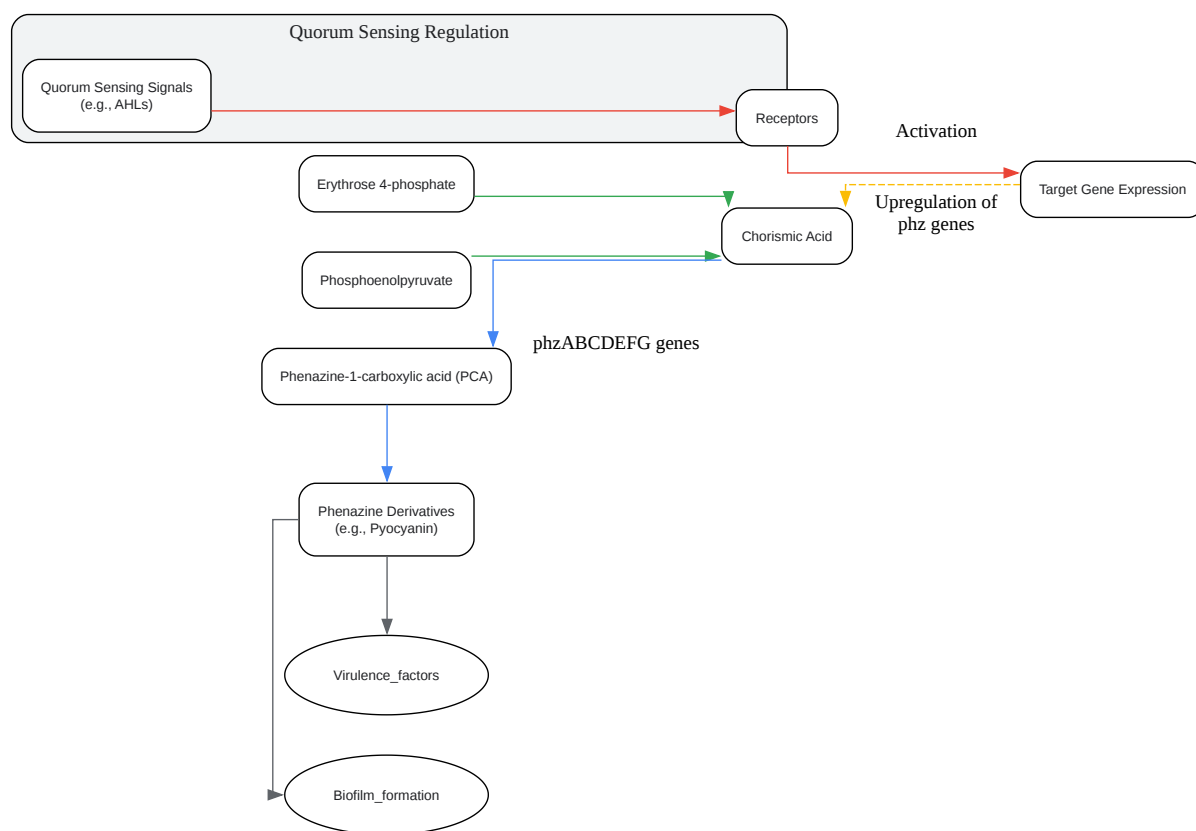 Quorum Sensing Regulation
Quorum Sensing Signals
(e.g., AHLs)
Receptors
Activation
Erythrose 4-phosphate
Target Gene Expression
Upregulation of
phz genes
Chorismic Acid
Phosphoenolpyruvate
phzABCDEFG genes
Phenazine-1-carboxylic acid (PCA)
Phenazine Derivatives
(e.g., Pyocyanin)
Virulence_factors
Biofilm_formation